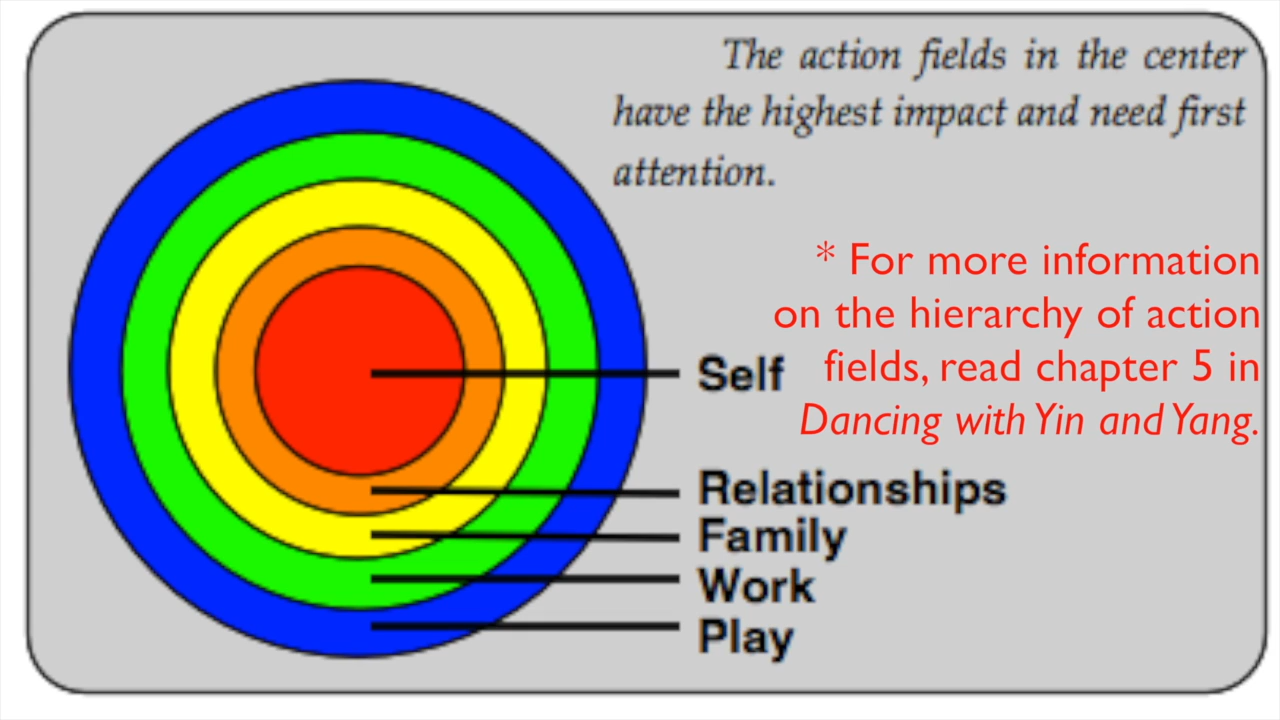 The action fields in the center
have the highest impact and need first
attention.
* For more information
on the hierarchy of action
fields, read chapter 5 in
Dancing with Yin and Yang.
Self
Relationships
Family
Work
Play